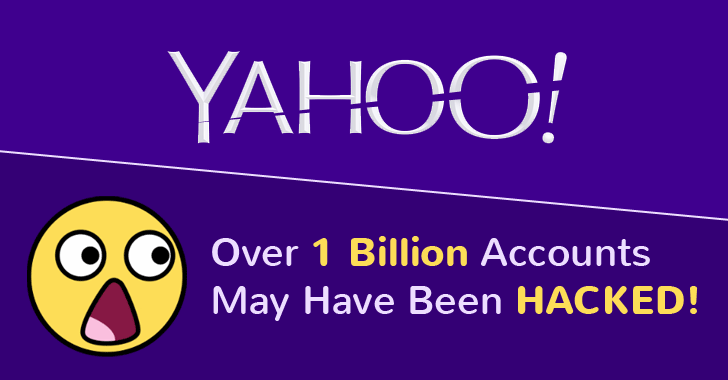 YAHOO!
Over 1 Billion Accounts
May Have Been HACKED!